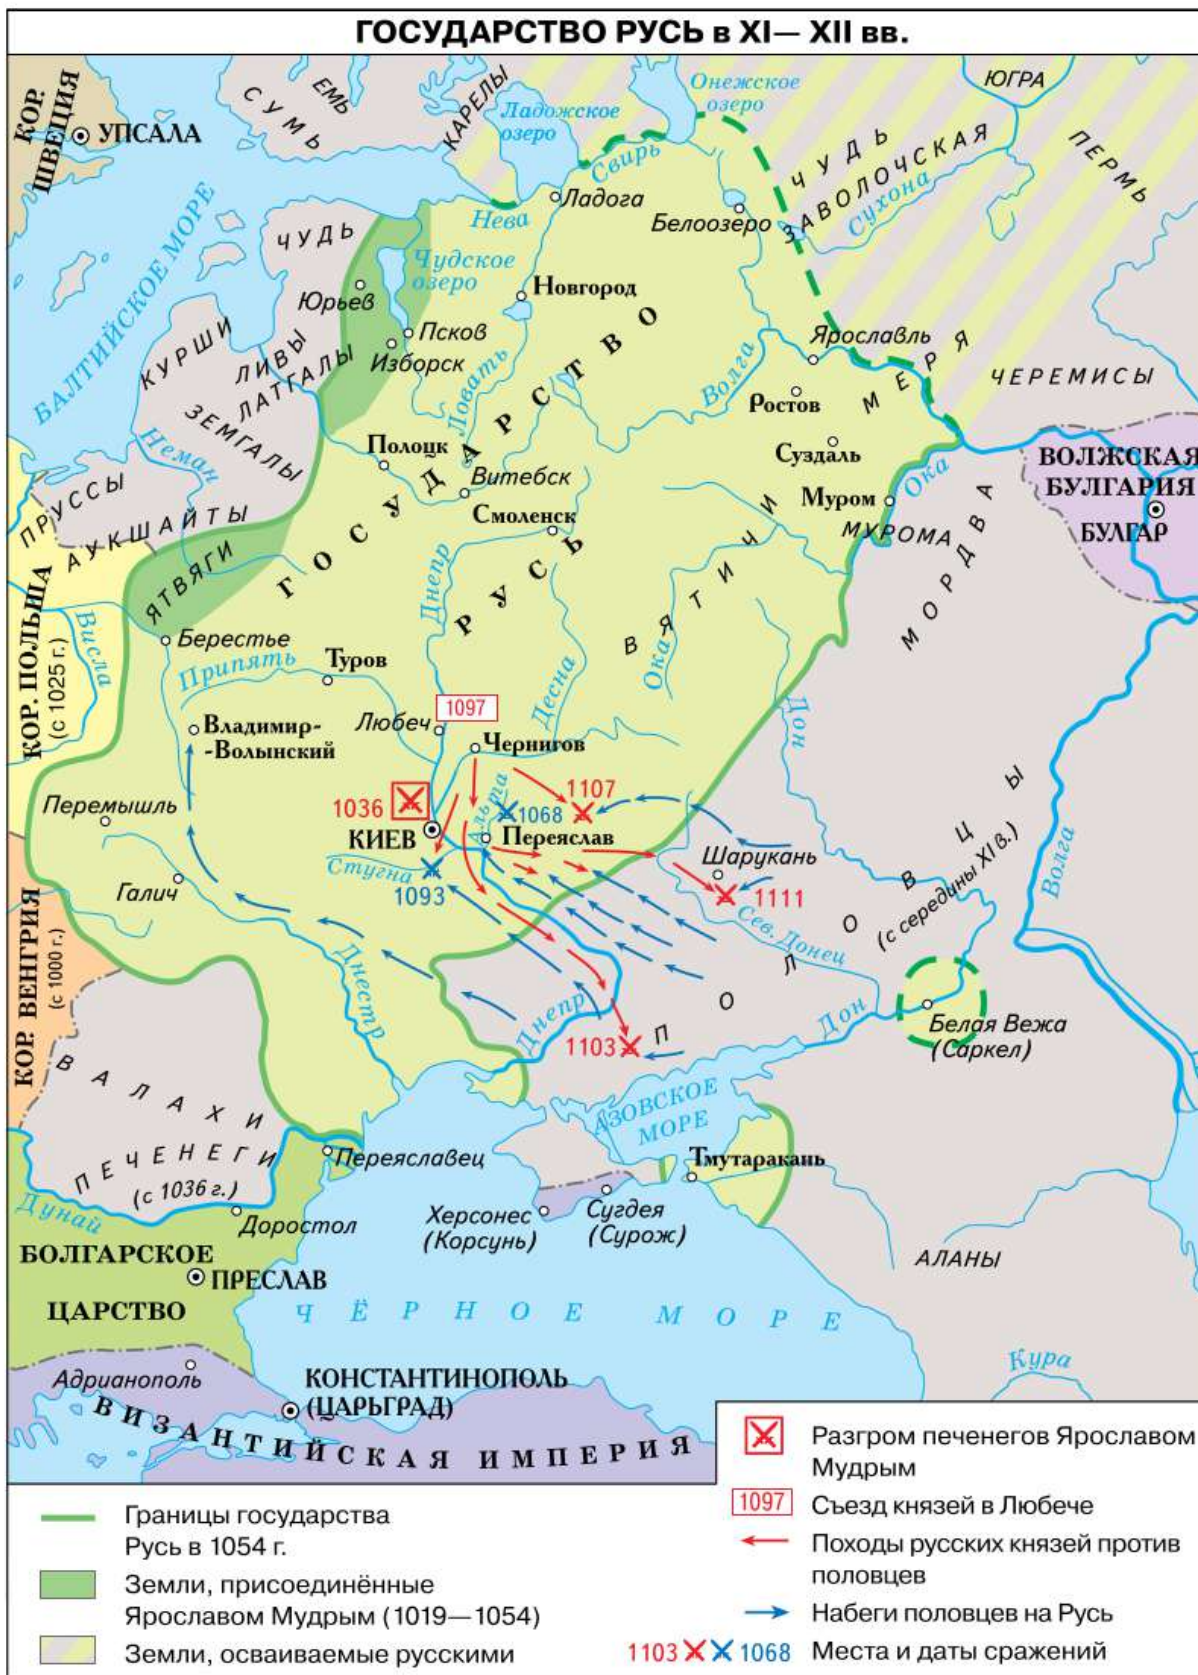 ГОСУДАРСТВО РУСЬ в XI— XII вв.
КОР. ШВЕЦИЯ
УПСАЛА
СУМЬ
ЕМЬ
КАРЕЛЫ
Ладожское
озеро
Онежское
озеро
ЮГРА
ПЕРМЬ
ЧУДЬ
ЗАВОЛОЧСКАЯ
Сухона
Свирь
Нева
Ладога
Белоозеро
БАЛТИЙСКОЕ МОРЕ
ЧУДЬ
Чудское
озеро
Юрьев
Новгород
Псков
Изборск
Ловать
Волга
Ярославль
МЕРЯ
ЧЕРЕМИСЫ
КУРШИ
ЛИВЫ
ЛАТГАЛЫ
ЗЕМГАЛЫ
Неман
Ростов
Суздаль
Полоцк
Витебск
Смоленск
Муром
Ока
МУРОМА
МОРДВА
ВОЛЖСКАЯ
БУЛГАРИЯ
БУЛГАР
ПРУССЫ
АУКШАЙТЫ
ЯТВЯГИ
ГОСУДАРСТВО
РУСЬ
ВЯТИЧИ
Днепр
КОР. ПОЛЬША
(с 1025 г.)
Висла
Берестье
Припять
Туров
Десна
Ока
Дон
Владимир-
-Волынский
Любеч
1097
Чернигов
1036
КИЕВ
Альта
1068
1107
Переяслав
Перемышль
Стугна
1093
Галич
Шарукань
1111
Сев. Донец
ПОЛОВЦЫ
(с середины XI в.)
Волга
КОР. ВЕНГРИЯ
(с 1000 г.)
Днестр
Днепр
1103
Дон
Белая Вежа
(Саркел)
ВАЛАХИ
ПЕЧЕНЕГИ
(с 1036 г.)
АЗОВСКОЕ
МОРЕ
Переяславец
Тмутаракань
Дунай
Доростол
Херсонес
(Корсунь)
Сугдея
(Сурож)
АЛАНЫ
БОЛГАРСКОЕ
ЦАРСТВО
ПРЕСЛАВ
ЧЁРНОЕ МОРЕ
Кура
Адрианополь
КОНСТАНТИНОПОЛЬ
(ЦАРЬГРАД)
ВИЗАНТИЙСКАЯ ИМПЕРИЯ
Границы государства
Русь в 1054 г.
Земли, присоединённые
Ярославом Мудрым (1019—1054)
Земли, осваиваемые русскими
Разгром печенегов Ярославом
Мудрым
1097 Съезд князей в Любече
Походы русских князей против
половцев
Набеги половцев на Русь
1103 1068 Места и даты сражений